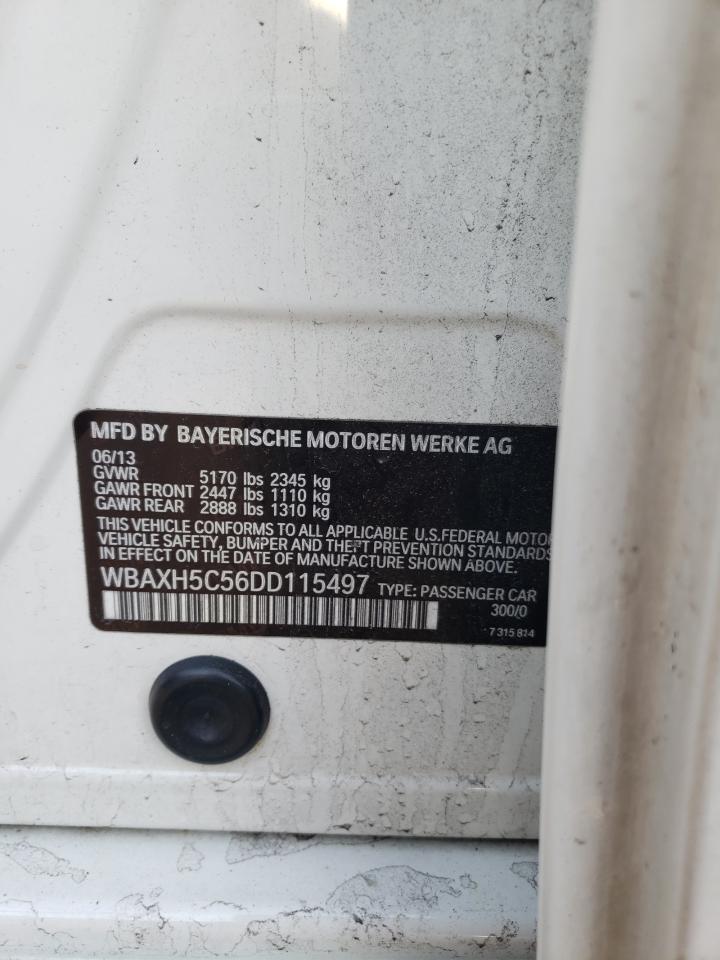 MFD BY BAYERISCHE MOTOREN WERKE AG
06/13
GVWR 5170 lbs 2345 kg
GAWR FRONT 2447 lbs 1110 kg
GAWR REAR 2888 lbs 1310 kg
THIS VEHICLE CONFORMS TO ALL APPLICABLE U.S.FEDERAL MOTOR
VEHICLE SAFETY, BUMPER AND THEFT PREVENTION STANDARDS
IN EFFECT ON THE DATE OF MANUFACTURE SHOWN ABOVE.
WBAXH5C56DD115497 TYPE: PASSENGER CAR
300/0
7 315 814